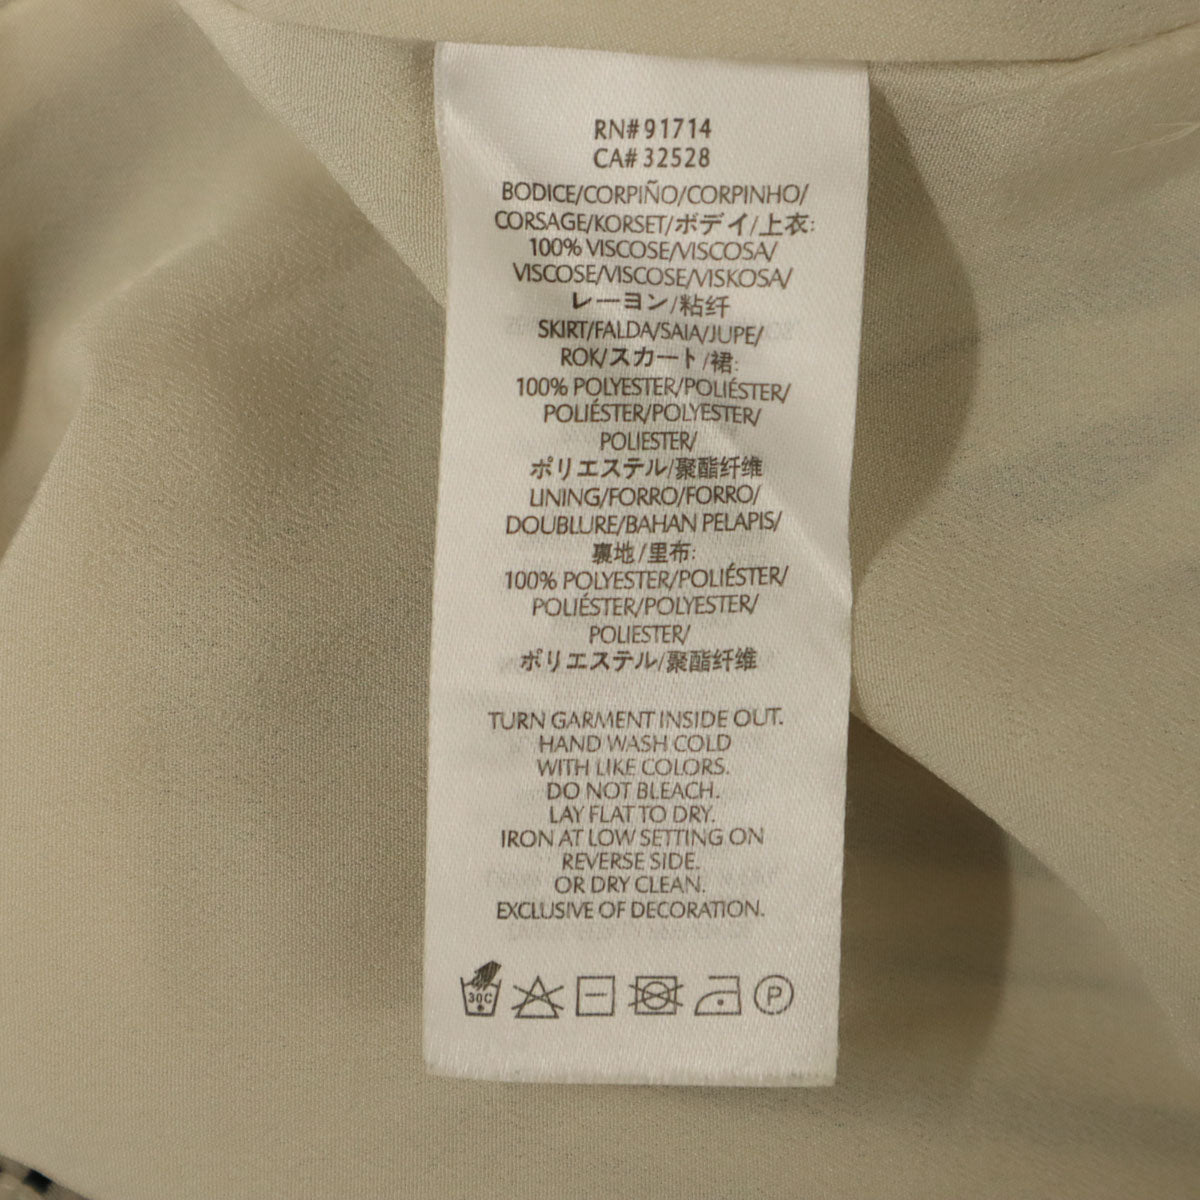 RN# 91714
CA# 32528
BODICE/CORPIÑO/CORPINHO/
CORSAGE/KORSET/ボディ/上衣:
100% VISCOSE/VISCOSA/
VISCOSE/VISCOSE/VISKOSA/
レーヨン/粘纤
SKIRT/FALDA/SAIA/JUPE/
ROK/スカート/裙:
100% POLYESTER/POLIÉSTER/
POLIÉSTER/POLYESTER/
POLIESTER/
ポリエステル/聚酯纤维
LINING/FORRO/FORRO/
DOUBLURE/BAHAN PELAPIS/
裏地/里布:
100% POLYESTER/POLIÉSTER/
POLIÉSTER/POLYESTER/
POLIESTER/
ポリエステル/聚酯纤维
TURN GARMENT INSIDE OUT.
HAND WASH COLD
WITH LIKE COLORS.
DO NOT BLEACH.
LAY FLAT TO DRY.
IRON AT LOW SETTING ON
REVERSE SIDE.
OR DRY CLEAN.
EXCLUSIVE OF DECORATION.
30C P